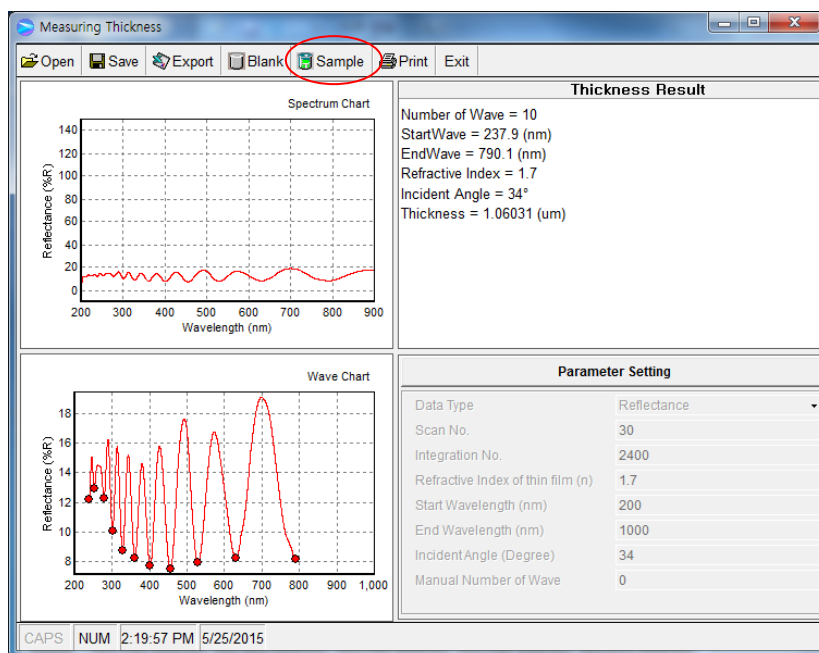 Measuring Thickness
Open Save Export Blank Sample Print Exit
Spectrum Chart
140
120
100
80
60
40
20
0
Reflectance (%R)
200 300 400 500 600 700 800 900
Wavelength (nm)
Thickness Result
Number of Wave = 10
StartWave = 237.9 (nm)
EndWave = 790.1 (nm)
Refractive Index = 1.7
Incident Angle = 34°
Thickness = 1.06031 (um)
Wave Chart
18
16
14
12
10
8
Reflectance (%R)
200 300 400 500 600 700 800 900 1,000
Wavelength (nm)
Parameter Setting
Data Type Reflectance
Scan No. 30
Integration No. 2400
Refractive Index of thin film (n) 1.7
Start Wavelength (nm) 200
End Wavelength (nm) 1000
Incident Angle (Degree) 34
Manual Number of Wave 0
CAPS NUM 2:19:57 PM 5/25/2015